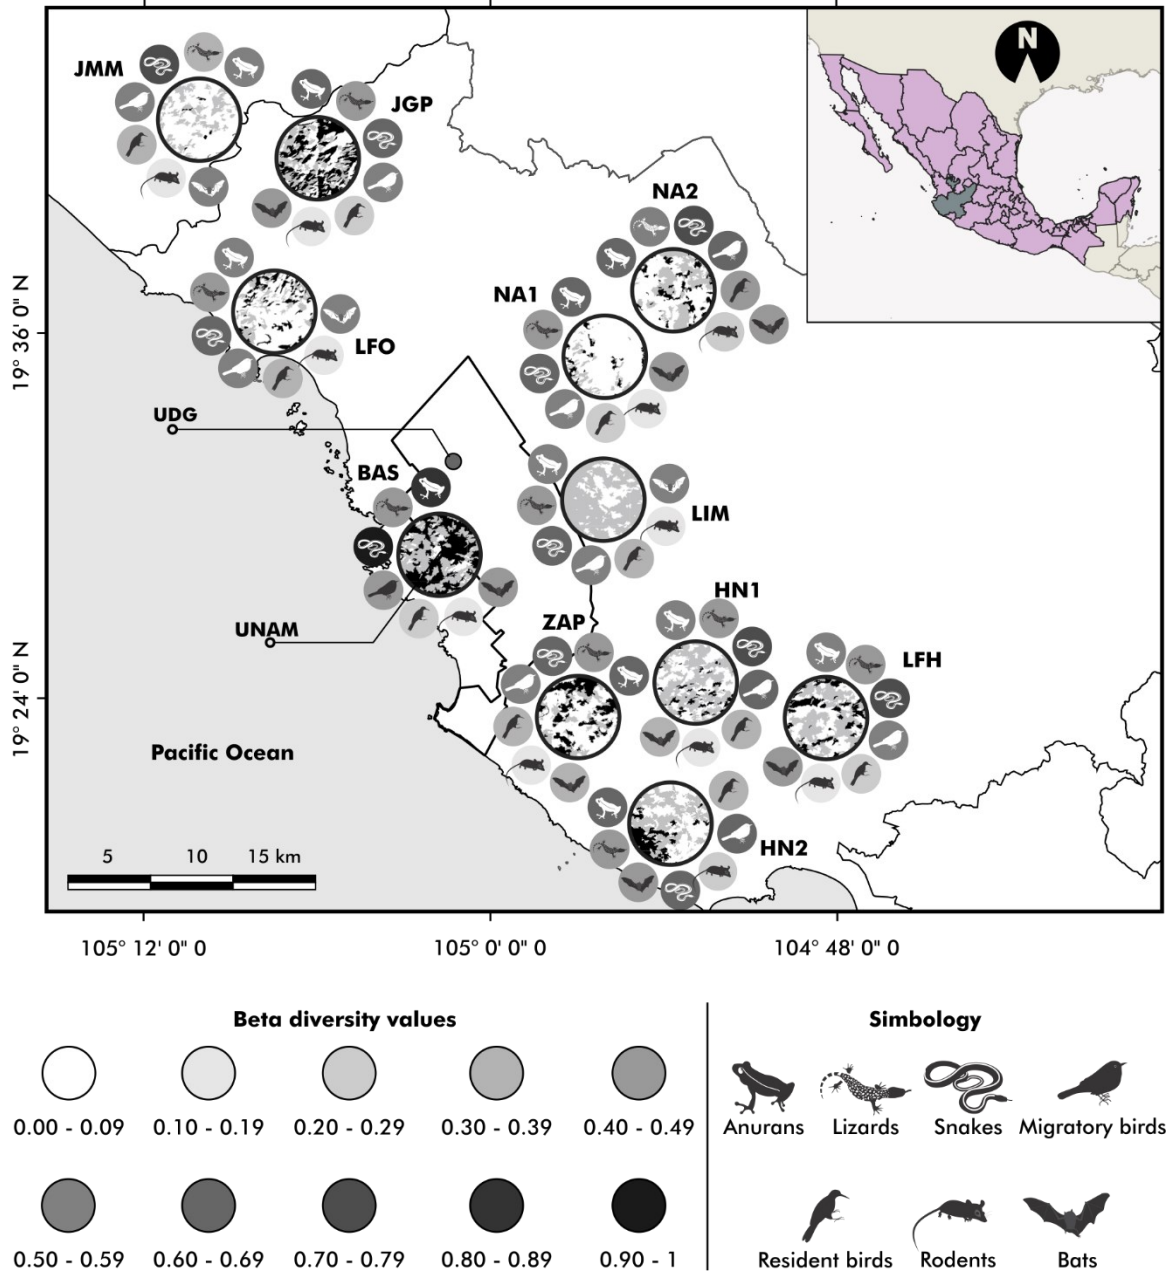 N
JMM
JGP
NA2
NA1
LFO
UDG
BAS
LIM
UNAM
HN1
ZAP
LFH
HN2
Pacific Ocean
19° 36' 0" N
19° 24' 0" N
5 10 15 km
105° 12' 0" 0 105° 0' 0" 0 104° 48' 0" 0
Beta diversity values
0.00 - 0.09 0.10 - 0.19 0.20 - 0.29 0.30 - 0.39 0.40 - 0.49
0.50 - 0.59 0.60 - 0.69 0.70 - 0.79 0.80 - 0.89 0.90 - 1
Simbology
Anurans Lizards Snakes Migratory birds
Resident birds Rodents Bats